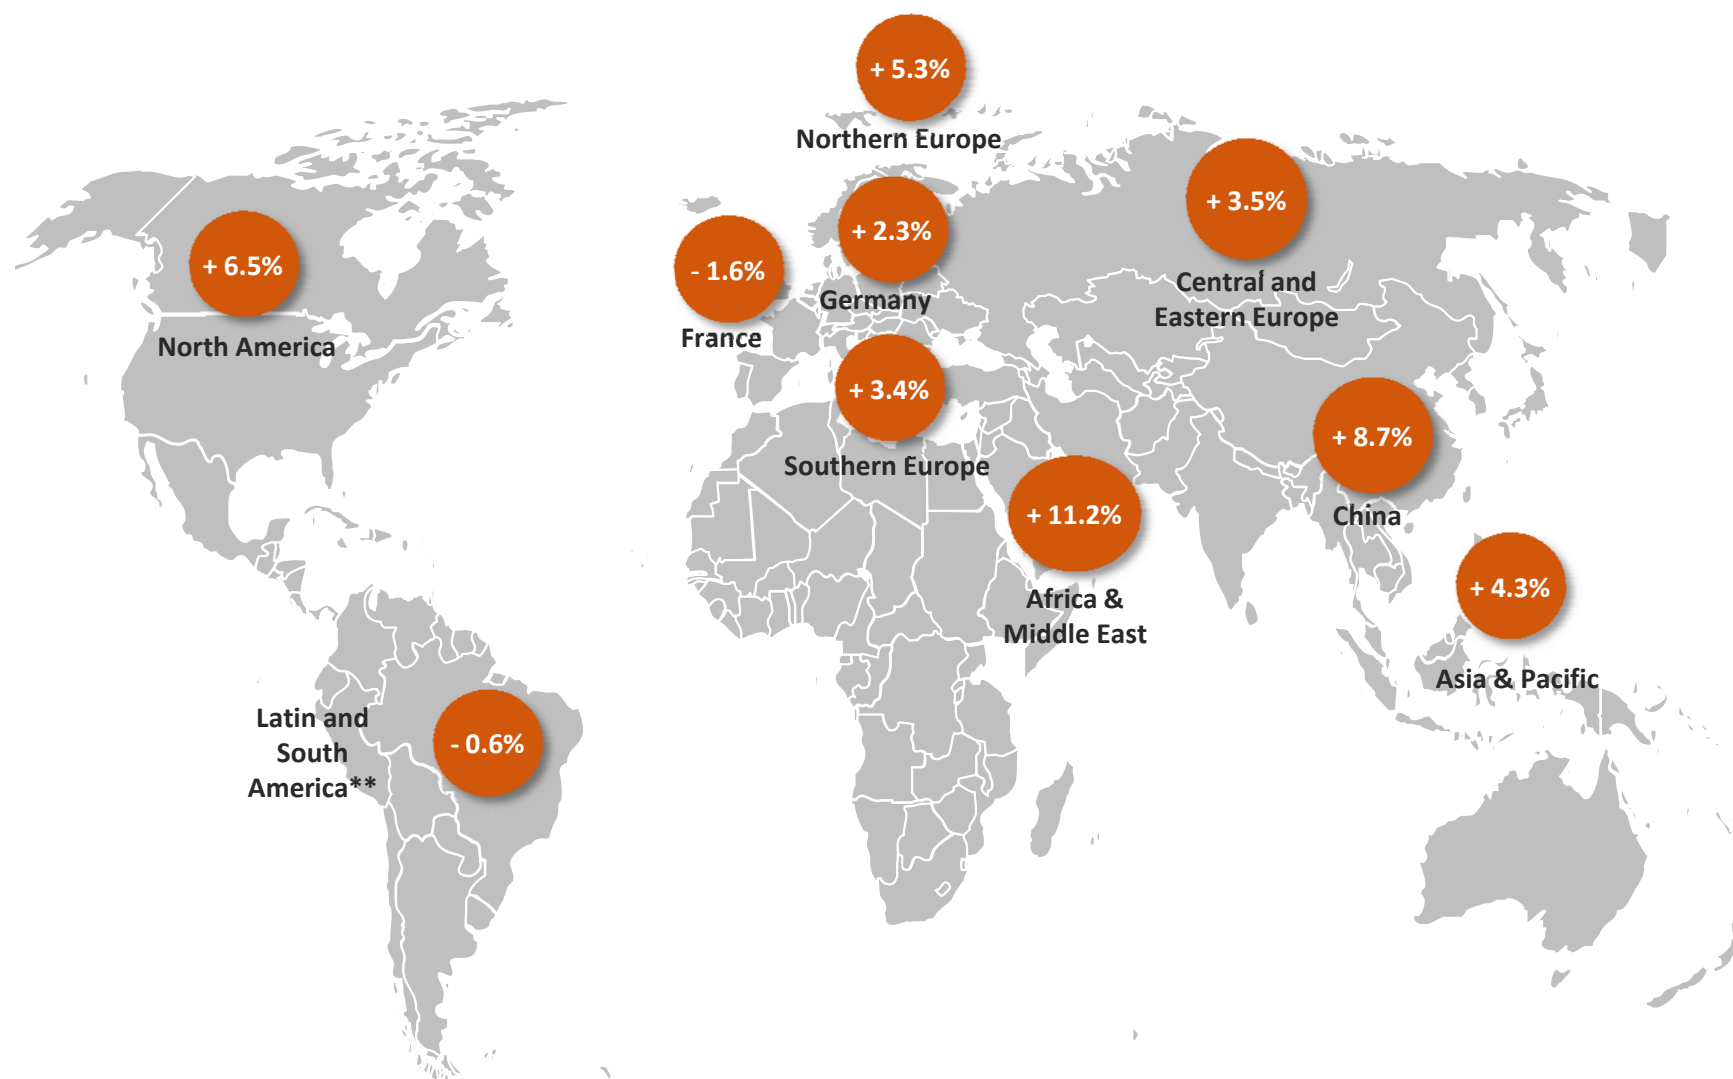 + 5.3%
Northern Europe
+ 3.5%
Central and
Eastern Europe
+ 2.3%
Germany
- 1.6%
France
+ 6.5%
North America
+ 3.4%
Southern Europe
+ 8.7%
China
+ 11.2%
Africa &
Middle East
+ 4.3%
Asia & Pacific
Latin and
South
America**
- 0.6%